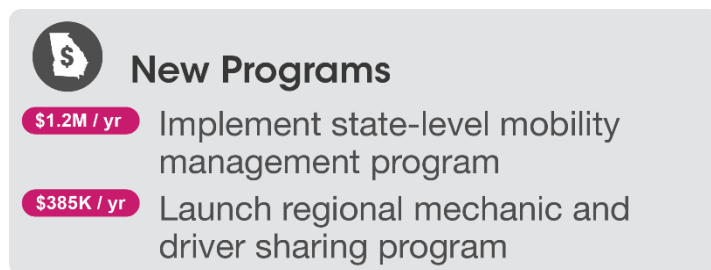 $
New Programs
$1.2M / yr
Implement state-level mobility
management program
$385K / yr
Launch regional mechanic and
driver sharing program